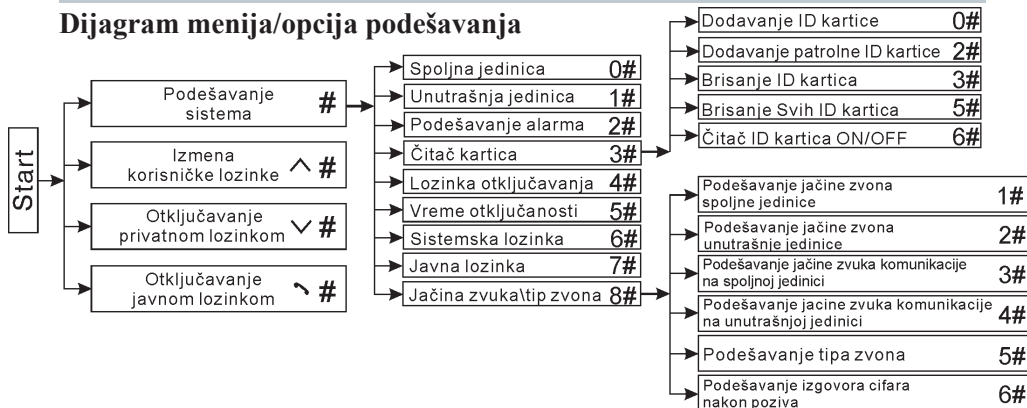 Dijagram menija/opcija podešavanja
Start
Podešavanje
sistema #
Izmena
korisničke lozinke ^ #
Otključavanje
privatnom lozinkom ∨ #
Otključavanje
javnom lozinkom #
Spoljna jedinica 0#
Unutrašnja jedinica 1#
Podešavanje alarma 2#
Čitač kartica 3#
Lozinka otključavanja 4#
Vreme otključanosti 5#
Sistemska lozinka 6#
Javna lozinka 7#
Jačina zvuka\tip zvona 8#
Dodavanje ID kartice 0#
Dodavanje patrolne ID kartice 2#
Brisanje ID kartica 3#
Brisanje Svih ID kartica 5#
Čitač ID kartica ON/OFF 6#
Podešavanje jačine zvona
spoljne jedinice 1#
Podešavanje jačine zvona
unutrašnje jedinice 2#
Podešavanje jačine zvuka komunikacije
na spoljnoj jedinici 3#
Podešavanje jacine zvuka komunikacije
na unutrašnjoj jedinici 4#
Podešavanje tipa zvona 5#
Podešavanje izgovora cifara
nakon poziva 6#